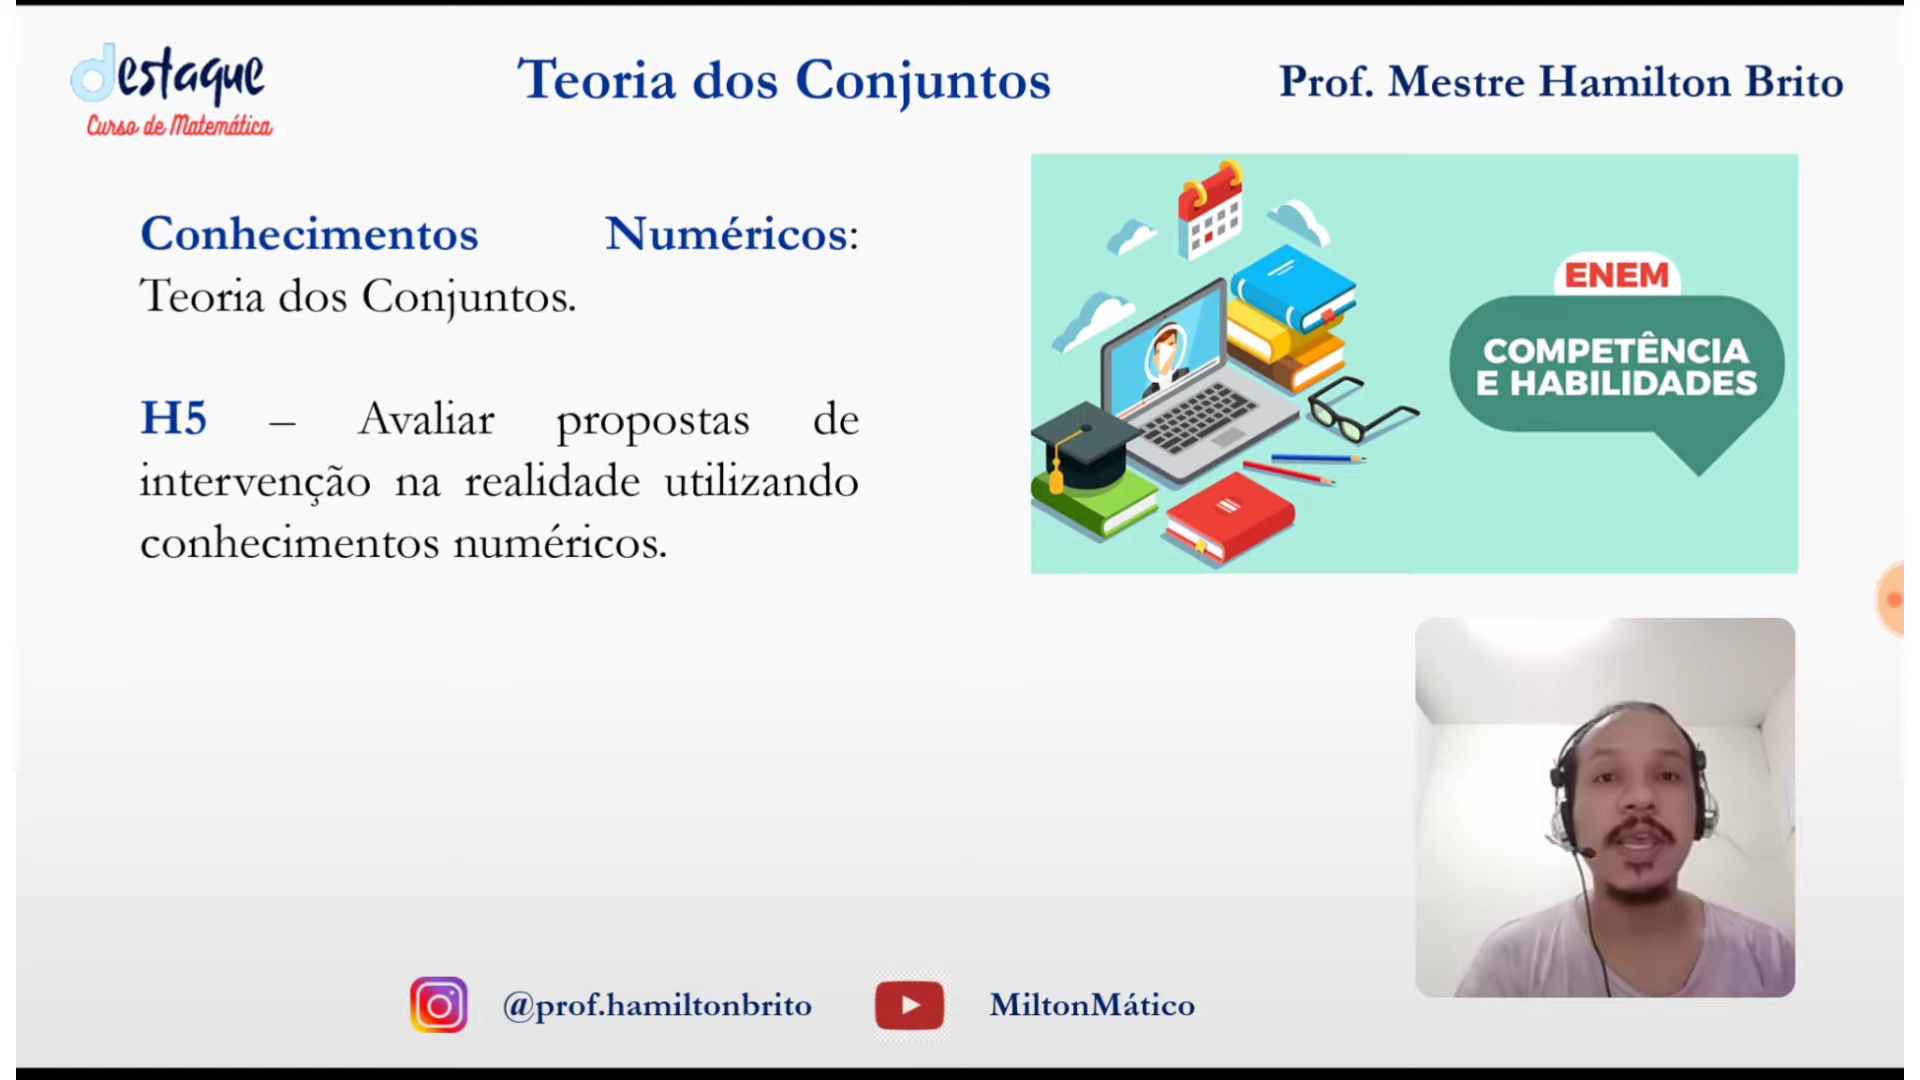 destaque
Curso de Matemática
Teoria dos Conjuntos
Prof. Mestre Hamilton Brito
Conhecimentos Numéricos:
Teoria dos Conjuntos.
H5 – Avaliar propostas de
intervenção na realidade utilizando
conhecimentos numéricos.
ENEM
COMPETÊNCIA
E HABILIDADES
@prof.hamiltonbrito
MiltonMático